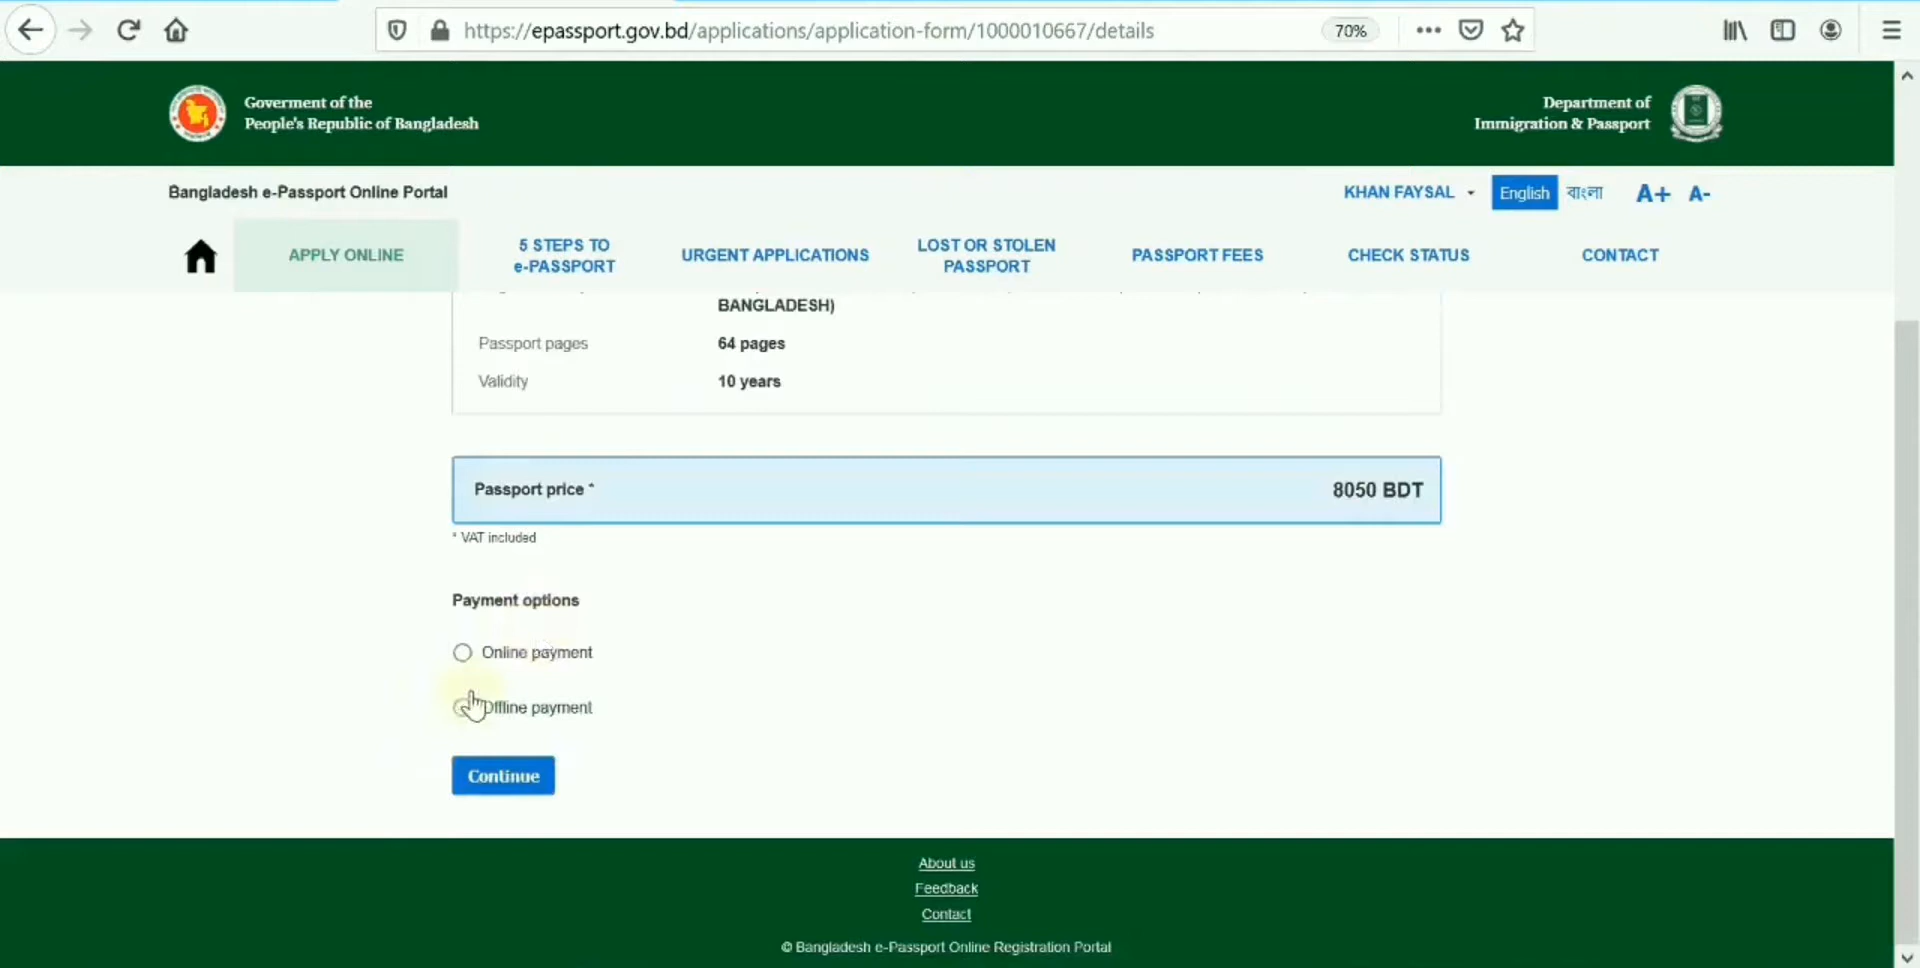 https://epassport.gov.bd/applications/application-form/1000010667/details
70%
Goverment of the
People's Republic of Bangladesh
Department of
Immigration & Passport
Bangladesh e-Passport Online Portal
KHAN FAYSAL
English
বাংলা
A+ A-
APPLY ONLINE
5 STEPS TO
e-PASSPORT
URGENT APPLICATIONS
LOST OR STOLEN
PASSPORT
PASSPORT FEES
CHECK STATUS
CONTACT
BANGLADESH)
Passport pages 64 pages
Validity 10 years
Passport price * 8050 BDT
* VAT included
Payment options
Online payment
Offline payment
Continue
About us
Feedback
Contact
© Bangladesh e-Passport Online Registration Portal